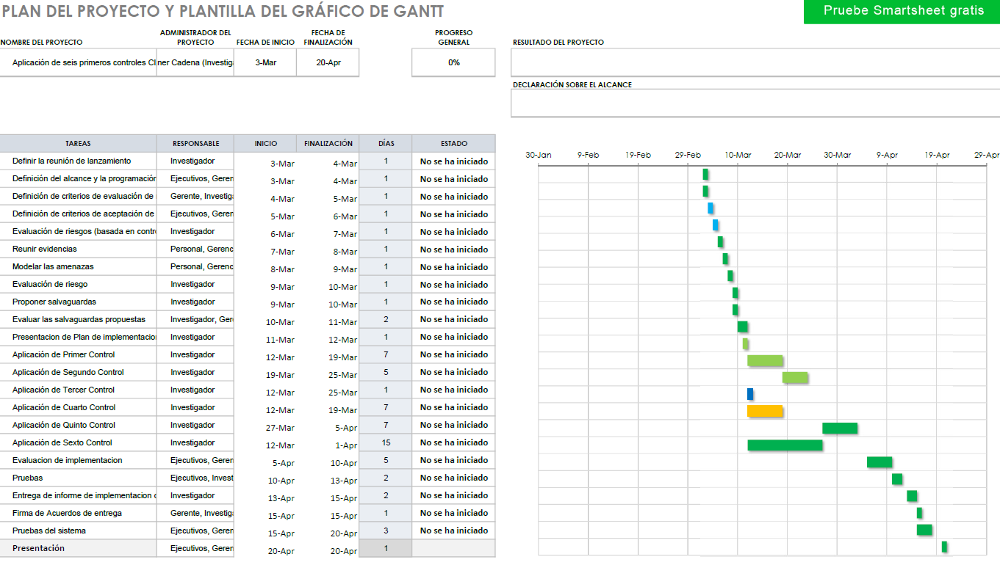 PLAN DEL PROYECTO Y PLANTILLA DEL GRÁFICO DE GANTT
Pruebe Smartsheet gratis
NOMBRE DEL PROYECTO ADMINISTRADOR DEL PROYECTO FECHA DE INICIO FECHA DE FINALIZACIÓN PROGRESO GENERAL RESULTADO DEL PROYECTO
Aplicación de seis primeros controles CI ner Cadena (Investiga 3-Mar 20-Apr 0%
DECLARACIÓN SOBRE EL ALCANCE
TAREAS RESPONSABLE INICIO FINALIZACIÓN DÍAS ESTADO
30-Jan 9-Feb 19-Feb 29-Feb 10-Mar 20-Mar 30-Mar 9-Apr 19-Apr 29-Apr
Definir la reunión de lanzamiento Investigador 3-Mar 4-Mar 1 No se ha iniciado
Definición del alcance y la programación Ejecutivos, Geren 3-Mar 4-Mar 1 No se ha iniciado
Definición de criterios de evaluación de Gerente, Investiga 4-Mar 5-Mar 1 No se ha iniciado
Definición de criterios de aceptación de Ejecutivos, Geren 5-Mar 6-Mar 1 No se ha iniciado
Evaluación de riesgos (basada en contr Investigador 6-Mar 7-Mar 1 No se ha iniciado
Reunir evidencias Personal, Gerenc 7-Mar 8-Mar 1 No se ha iniciado
Modelar las amenazas Personal, Gerenc 8-Mar 9-Mar 1 No se ha iniciado
Evaluación de riesgo Investigador 9-Mar 10-Mar 1 No se ha iniciado
Proponer salvaguardas Investigador 9-Mar 10-Mar 1 No se ha iniciado
Evaluar las salvaguardas propuestas Investigador, Ger 10-Mar 11-Mar 2 No se ha iniciado
Presentacion de Plan de implementacio Investigador 11-Mar 12-Mar 1 No se ha iniciado
Aplicación de Primer Control Investigador 12-Mar 19-Mar 7 No se ha iniciado
Aplicación de Segundo Control Investigador 19-Mar 25-Mar 5 No se ha iniciado
Aplicación de Tercer Control Investigador 12-Mar 25-Mar 1 No se ha iniciado
Aplicación de Cuarto Control Investigador 12-Mar 19-Mar 7 No se ha iniciado
Aplicación de Quinto Control Investigador 27-Mar 5-Apr 7 No se ha iniciado
Aplicación de Sexto Control Investigador 12-Mar 1-Apr 15 No se ha iniciado
Evaluacion de implementacion Ejecutivos, Geren 5-Apr 10-Apr 5 No se ha iniciado
Pruebas Ejecutivos, Invest 10-Apr 13-Apr 2 No se ha iniciado
Entrega de informe de implementacion Investigador 13-Apr 15-Apr 2 No se ha iniciado
Firma de Acuerdos de entrega Gerente, Investiga 15-Apr 15-Apr 1 No se ha iniciado
Pruebas del sistema Ejecutivos, Geren 15-Apr 20-Apr 3 No se ha iniciado
Presentación Ejecutivos, Geren 20-Apr 20-Apr 1